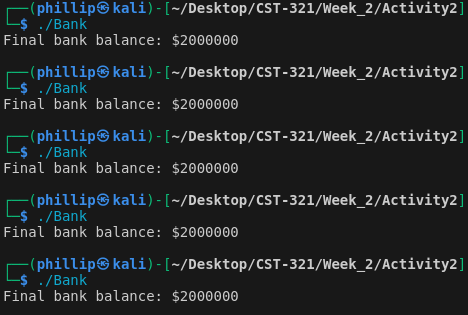 ┌──(phillip㉿kali)-[~/Desktop/CST-321/Week_2/Activity2]
└─$ ./Bank
Final bank balance: $2000000
┌──(phillip㉿kali)-[~/Desktop/CST-321/Week_2/Activity2]
└─$ ./Bank
Final bank balance: $2000000
┌──(phillip㉿kali)-[~/Desktop/CST-321/Week_2/Activity2]
└─$ ./Bank
Final bank balance: $2000000
┌──(phillip㉿kali)-[~/Desktop/CST-321/Week_2/Activity2]
└─$ ./Bank
Final bank balance: $2000000
┌──(phillip㉿kali)-[~/Desktop/CST-321/Week_2/Activity2]
└─$ ./Bank
Final bank balance: $2000000